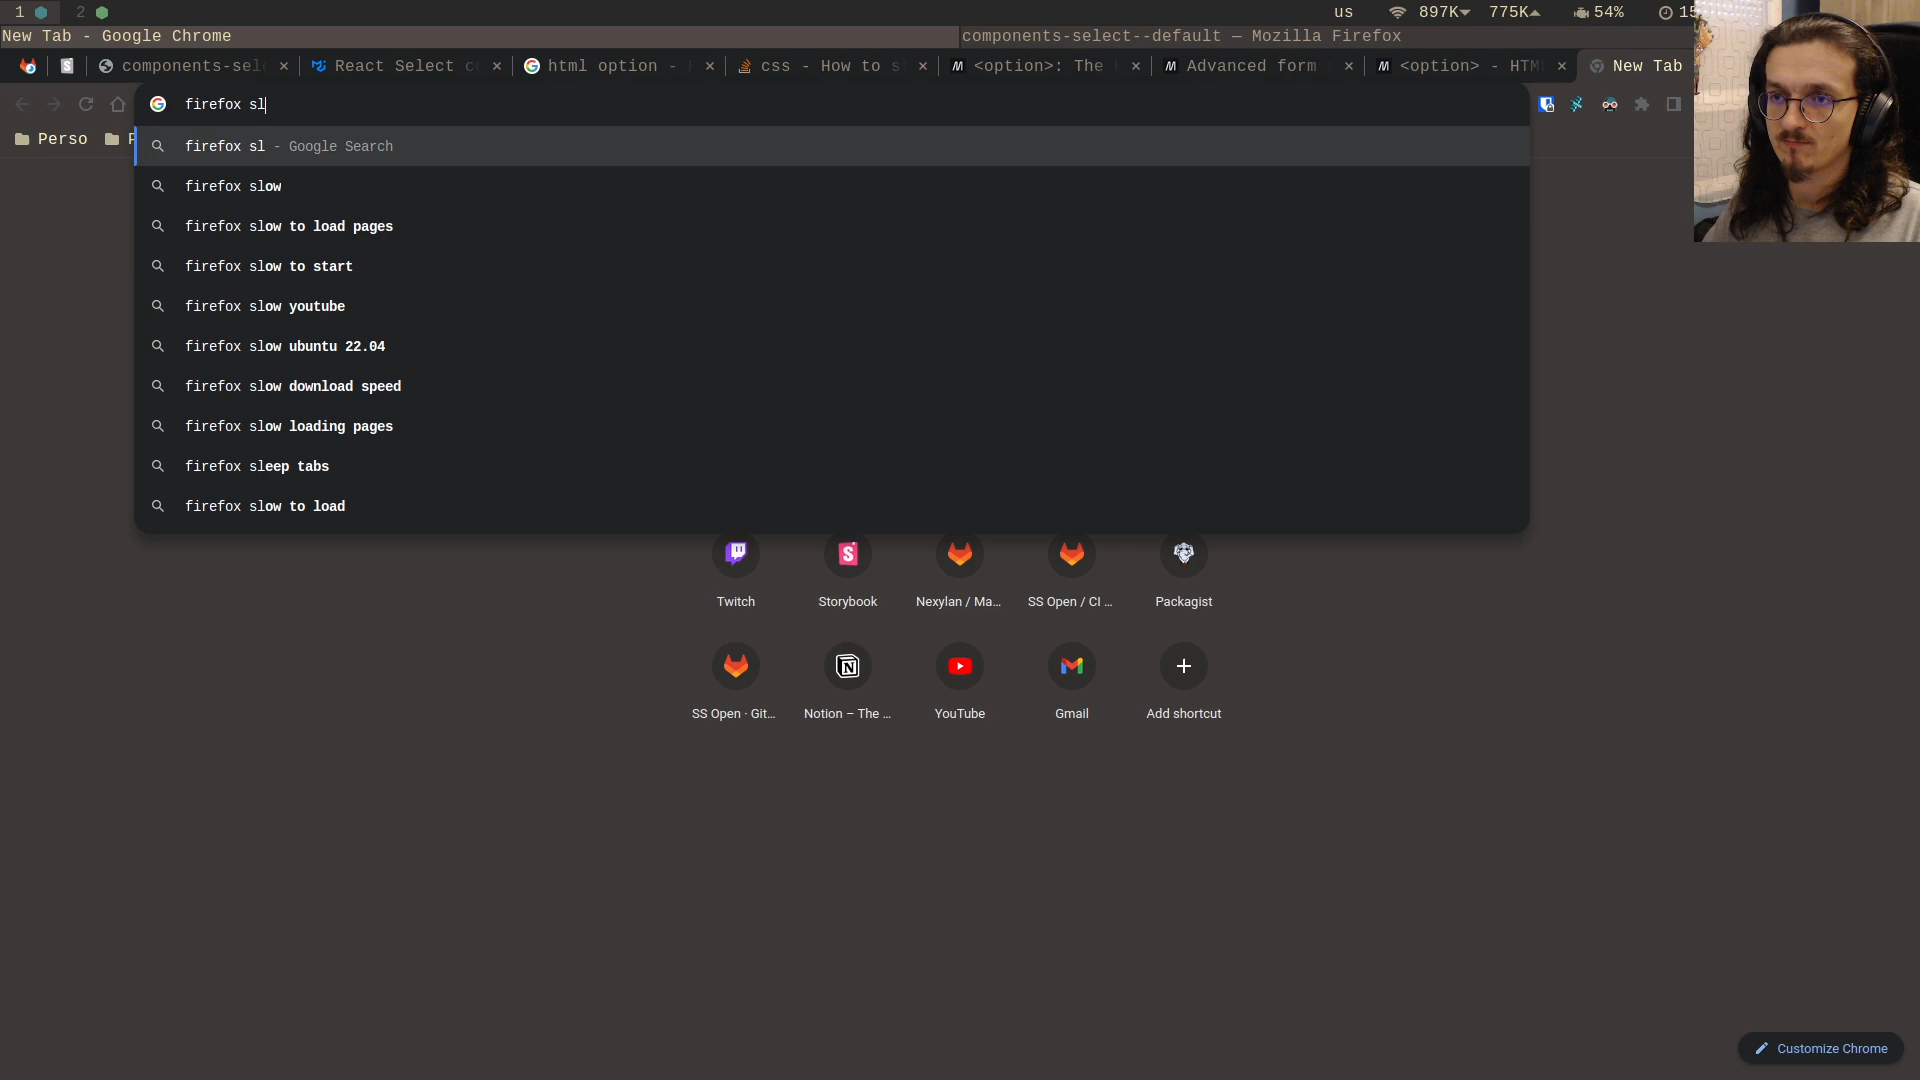 1 2 us 897K 775K 54% 15
New Tab - Google Chrome components-select--default — Mozilla Firefox
components-sel React Select c html option - css - How to s <option>: The Advanced form <option> - HTM New Tab
firefox sl
Perso
firefox sl - Google Search
firefox slow
firefox slow to load pages
firefox slow to start
firefox slow youtube
firefox slow ubuntu 22.04
firefox slow download speed
firefox slow loading pages
firefox sleep tabs
firefox slow to load
Twitch Storybook Nexylan / Ma... SS Open / CI ... Packagist
SS Open · Git... Notion – The ... YouTube Gmail Add shortcut
Customize Chrome